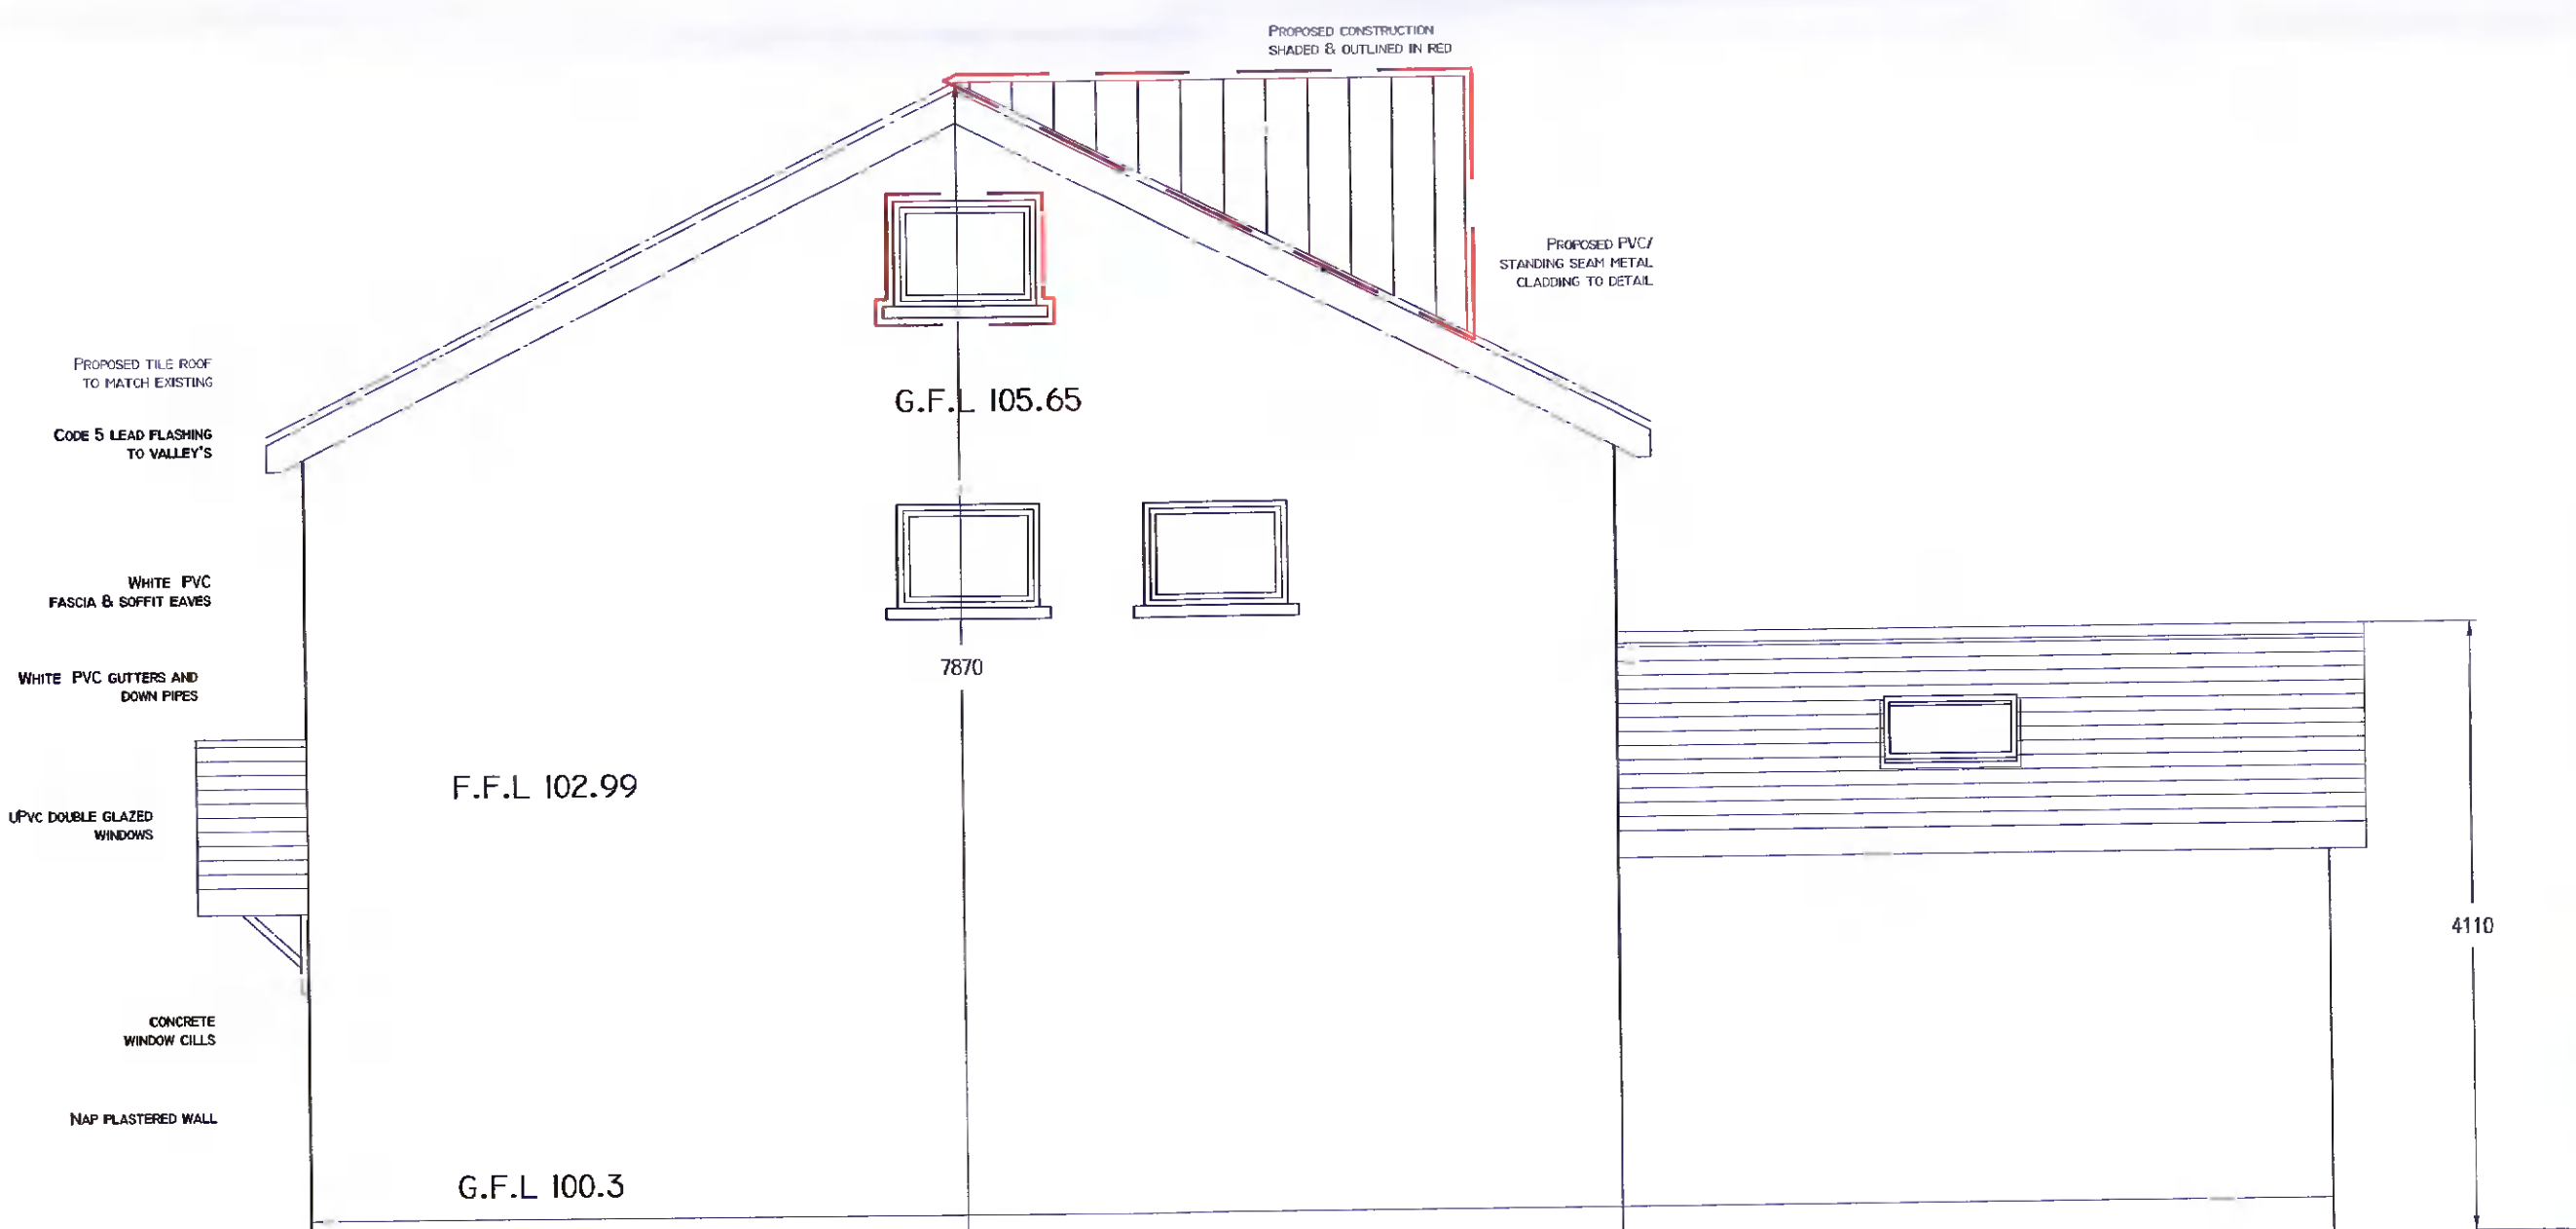 PROPOSED CONSTRUCTION
SHADED & OUTLINED IN RED
PROPOSED PVC/
STANDING SEAM METAL
CLADDING TO DETAIL
PROPOSED TILE ROOF
TO MATCH EXISTING
G.F.L 105.65
CODE 5 LEAD FLASHING
TO VALLEY'S
WHITE PVC
FASCIA & SOFFIT EAVES
7870
WHITE PVC GUTTERS AND
DOWN PIPES
F.F.L 102.99
UPVC DOUBLE GLAZED
WINDOWS
4110
CONCRETE
WINDOW CILLS
NAP PLASTERED WALL
G.F.L 100.3